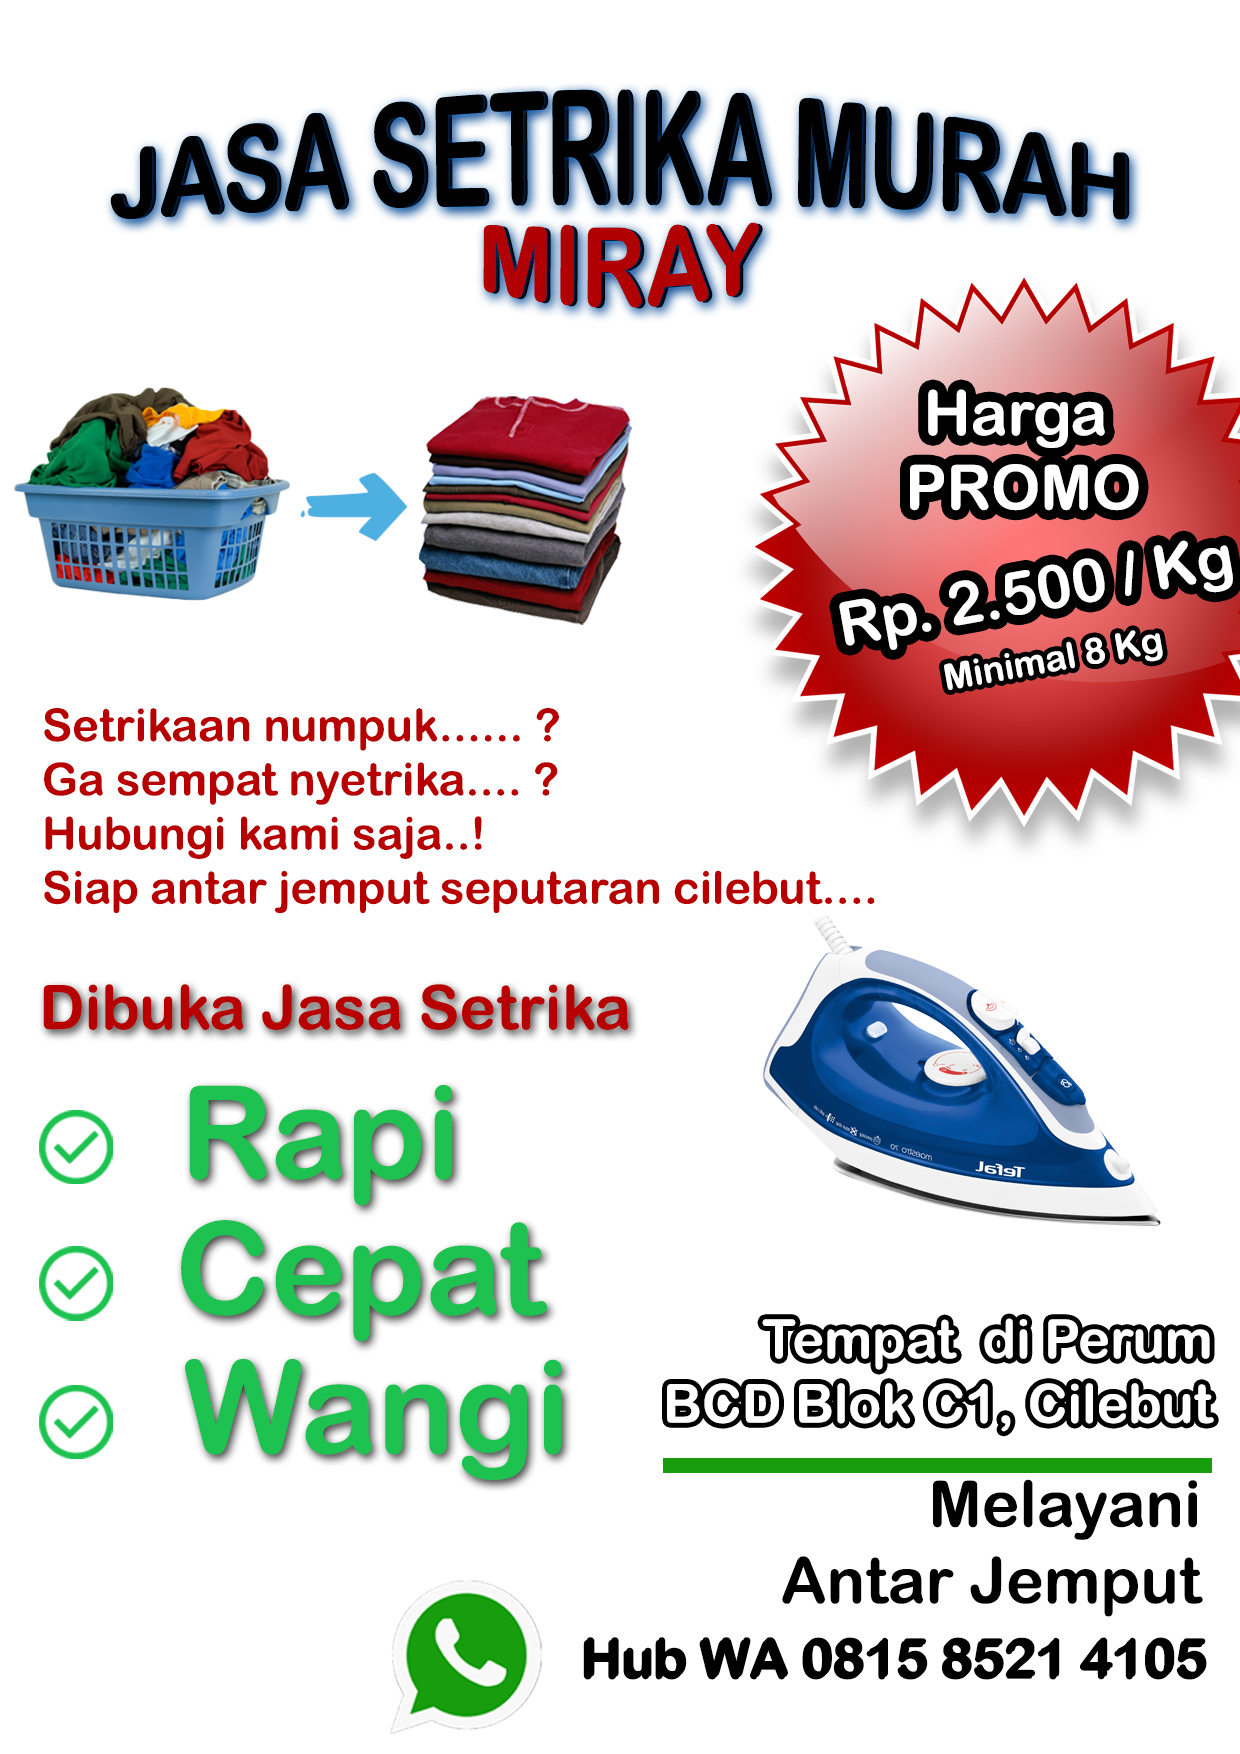 JASA SETRIKA MURAH
MIRAY
Harga
PROMO
Rp. 2.500 / Kg
Minimal 8 Kg
Setrikaan numpuk...... ?
Ga sempat nyetrika.... ?
Hubungi kami saja..!
Siap antar jemput seputaran cilebut....
Dibuka Jasa Setrika
Rapi
Cepat
Wangi
Tefal
maestro 70
Tempat di Perum
BCD Blok C1, Cilebut
Melayani
Antar Jemput
Hub WA 0815 8521 4105